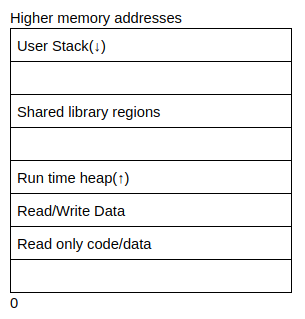 Higher memory addresses
User Stack(↓)
Shared library regions
Run time heap(↑)
Read/Write Data
Read only code/data
0